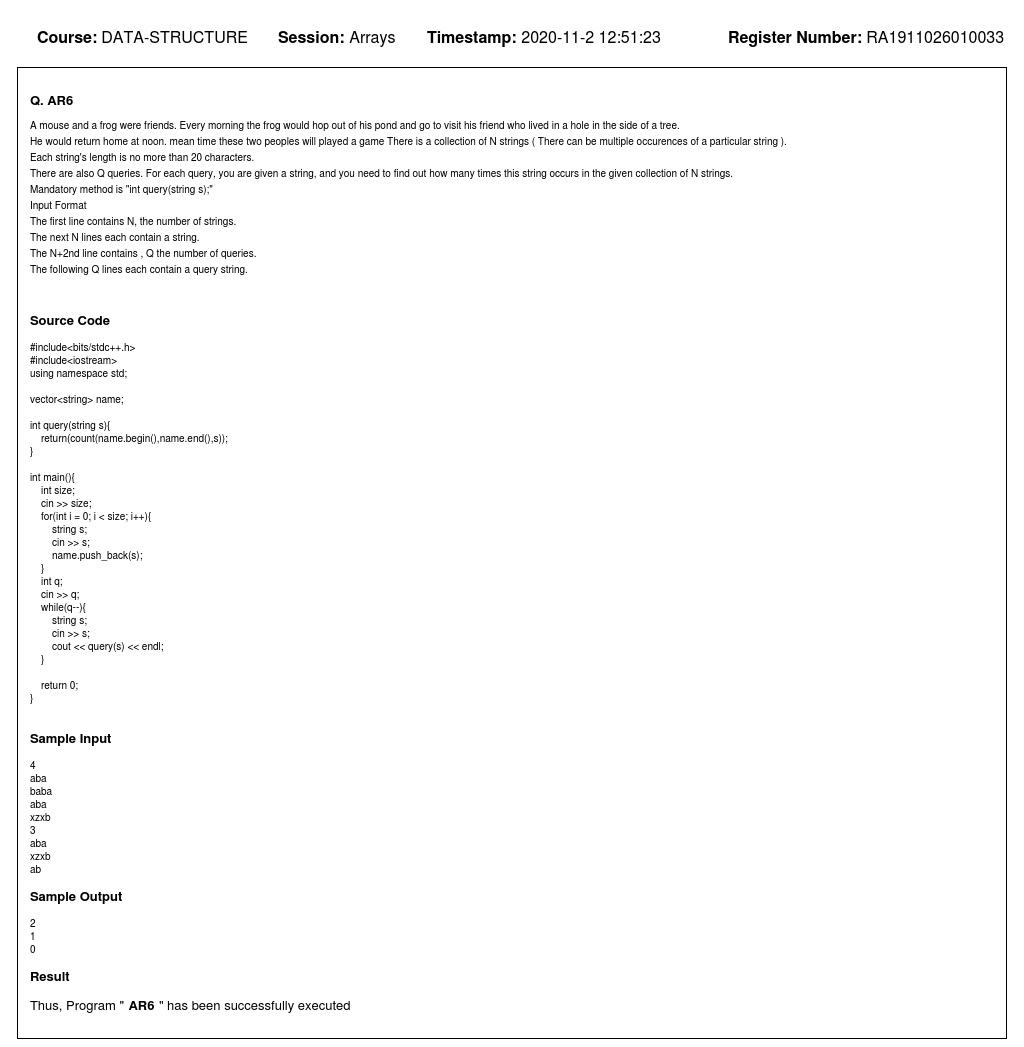 Course: DATA-STRUCTURE Session: Arrays Timestamp: 2020-11-2 12:51:23 Register Number: RA1911026010033
Q. AR6
A mouse and a frog were friends. Every morning the frog would hop out of his pond and go to visit his friend who lived in a hole in the side of a tree.
He would return home at noon. mean time these two peoples will played a game There is a collection of N strings ( There can be multiple occurences of a particular string ).
Each string's length is no more than 20 characters.
There are also Q queries. For each query, you are given a string, and you need to find out how many times this string occurs in the given collection of N strings.
Mandatory method is "int query(string s);"
Input Format
The first line contains N, the number of strings.
The next N lines each contain a string.
The N+2nd line contains , Q the number of queries.
The following Q lines each contain a query string.
Source Code
#include<bits/stdc++.h>
#include<iostream>
using namespace std;
vector<string> name;
int query(string s){
    return(count(name.begin(),name.end(),s));
}
int main(){
    int size;
    cin >> size;
    for(int i = 0; i < size; i++){
        string s;
        cin >> s;
        name.push_back(s);
    }
    int q;
    cin >> q;
    while(q--){
        string s;
        cin >> s;
        cout << query(s) << endl;
    }
    return 0;
}
Sample Input
4
aba
baba
aba
xzxb
3
aba
xzxb
ab
Sample Output
2
1
0
Result
Thus, Program " AR6 " has been successfully executed